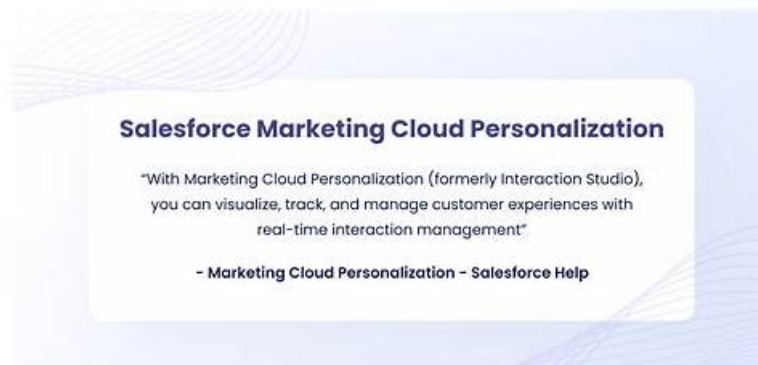 Salesforce Marketing Cloud Personalization
“With Marketing Cloud Personalization (formerly Interaction Studio),
you can visualize, track, and manage customer experiences with
real-time interaction management”
- Marketing Cloud Personalization - Salesforce Help